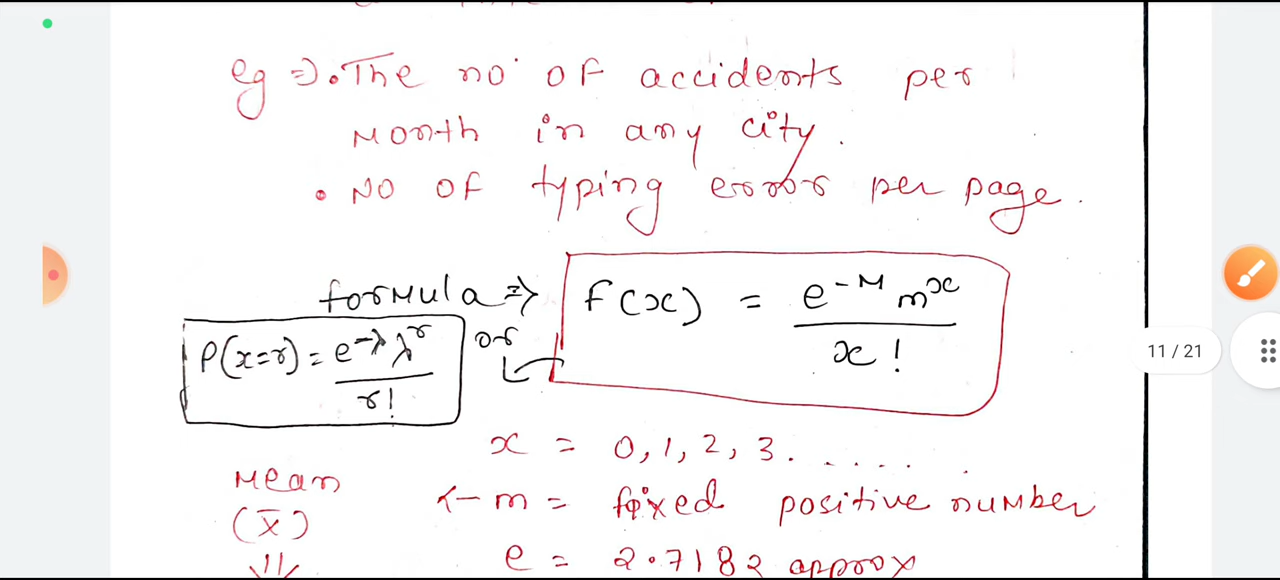 eg ⇒ • The no of accidents per
Month in any city.
• No of typing error per page.
formula ⇒ f(x) = e^-M m^x / x!
or
P(x=r) = e^-λ λ^r / r!
11 / 21
x = 0, 1, 2, 3. . . . . . .
Mean
(x̄)
← m = fixed positive number
e = 2.7182 approx